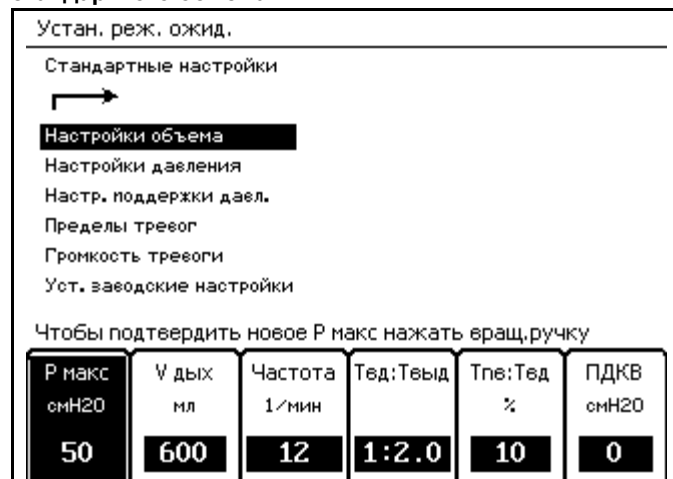 Устан. реж. ожид.
Стандартные настройки
Настройки объема
Настройки давления
Настр. поддержки давл.
Пределы тревог
Громкость тревоги
Уст. заводские настройки
Чтобы подтвердить новое Р макс нажать вращ.ручку
Р макс V дых Частота Твд:Твыд Тпв:Твд ПДКВ
смН2О мл 1/мин % смН2О
50 600 12 1:2.0 10 0